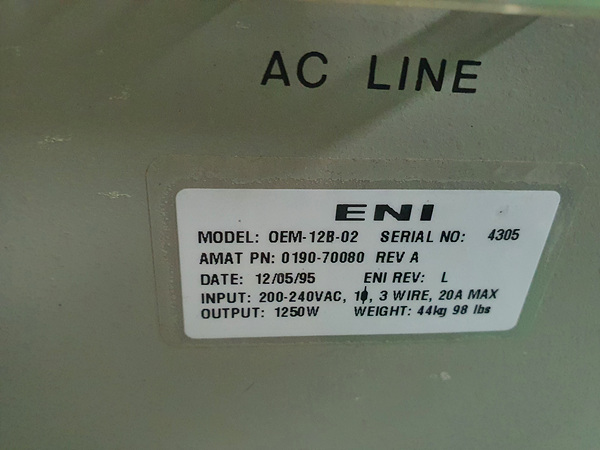 AC LINE
ENI
MODEL: OEM-12B-02 SERIAL NO: 4305
AMAT PN: 0190-70080 REV A
DATE: 12/05/95 ENI REV: L
INPUT: 200-240VAC, 1ϕ, 3 WIRE, 20A MAX
OUTPUT: 1250W WEIGHT: 44kg 98 lbs